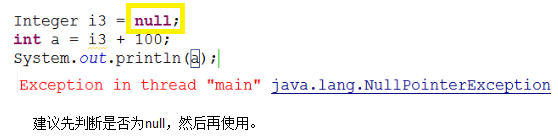 Integer i3 = null;
int a = i3 + 100;
System.out.println(a);
Exception in thread "main" java.lang.NullPointerException
建议先判断是否为null，然后再使用。